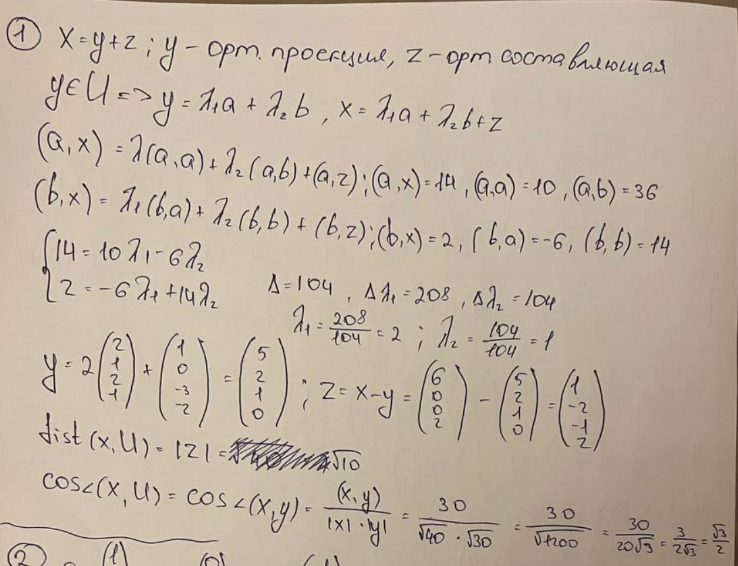 ① x = y + z ; y - орт. проекция, z - орт составляющая
y ∈ U => y = λ₁a + λ₂b , x = λ₁a + λ₂b + z
(a, x) = λ(a,a) + λ₂(a,b) + (a,z) ; (a,x) = 14 , (a,a) = 10 , (a,b) = 36
(b, x) = λ₁(b,a) + λ₂(b,b) + (b,z) ; (b,x) = 2 , (b,a) = -6 , (b,b) = 14
{ 14 = 10λ₁ - 6λ₂
2 = -6λ₁ + 14λ₂ Δ = 104 , Δλ₁ = 208 , Δλ₂ = 104
λ₁ = 208/104 = 2 ; λ₂ = 104/104 = 1
y = 2 (2 1 2 1) + (1 0 -3 -2) = (5 2 1 0) ; z = x - y = (6 0 0 2) - (5 2 1 0) = (1 -2 -1 2)
dist (x, U) = |z| = √10
cos∠(x, U) = cos∠(x,y) = (x,y)/|x|·|y| = 30/√40 · √30 = 30/√1200 = 30/20√3 = 3/2√3 = √3/2
②